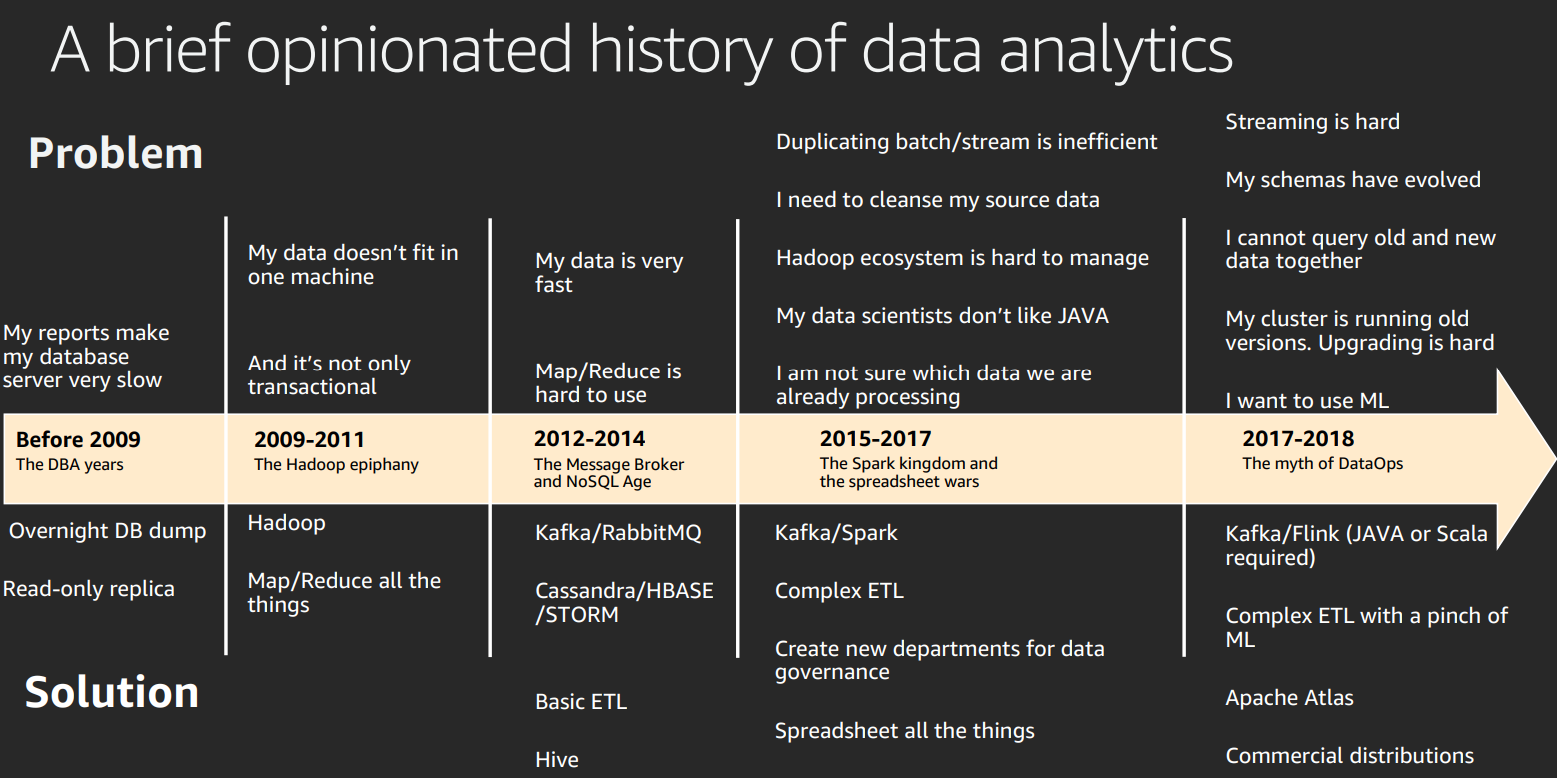 A brief opinionated history of data analytics
Problem
My reports make
my database
server very slow
My data doesn’t fit in
one machine
And it’s not only
transactional
My data is very
fast
Map/Reduce is
hard to use
Duplicating batch/stream is inefficient
I need to cleanse my source data
Hadoop ecosystem is hard to manage
My data scientists don’t like JAVA
I am not sure which data we are
already processing
Streaming is hard
My schemas have evolved
I cannot query old and new
data together
My cluster is running old
versions. Upgrading is hard
I want to use ML
Before 2009
The DBA years
2009-2011
The Hadoop epiphany
2012-2014
The Message Broker
and NoSQL Age
2015-2017
The Spark kingdom and
the spreadsheet wars
2017-2018
The myth of DataOps
Solution
Overnight DB dump
Read-only replica
Hadoop
Map/Reduce all the
things
Kafka/RabbitMQ
Cassandra/HBASE
/STORM
Basic ETL
Hive
Kafka/Spark
Complex ETL
Create new departments for data
governance
Spreadsheet all the things
Kafka/Flink (JAVA or Scala
required)
Complex ETL with a pinch of
ML
Apache Atlas
Commercial distributions